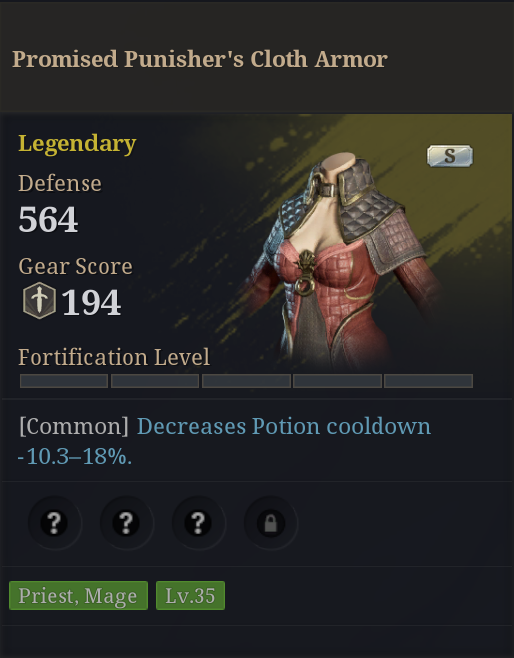 Promised Punisher's Cloth Armor
Legendary
S
Defense
564
Gear Score
194
Fortification Level
[Common] Decreases Potion cooldown
-10.3–18%.
? ? ?
Priest, Mage Lv.35